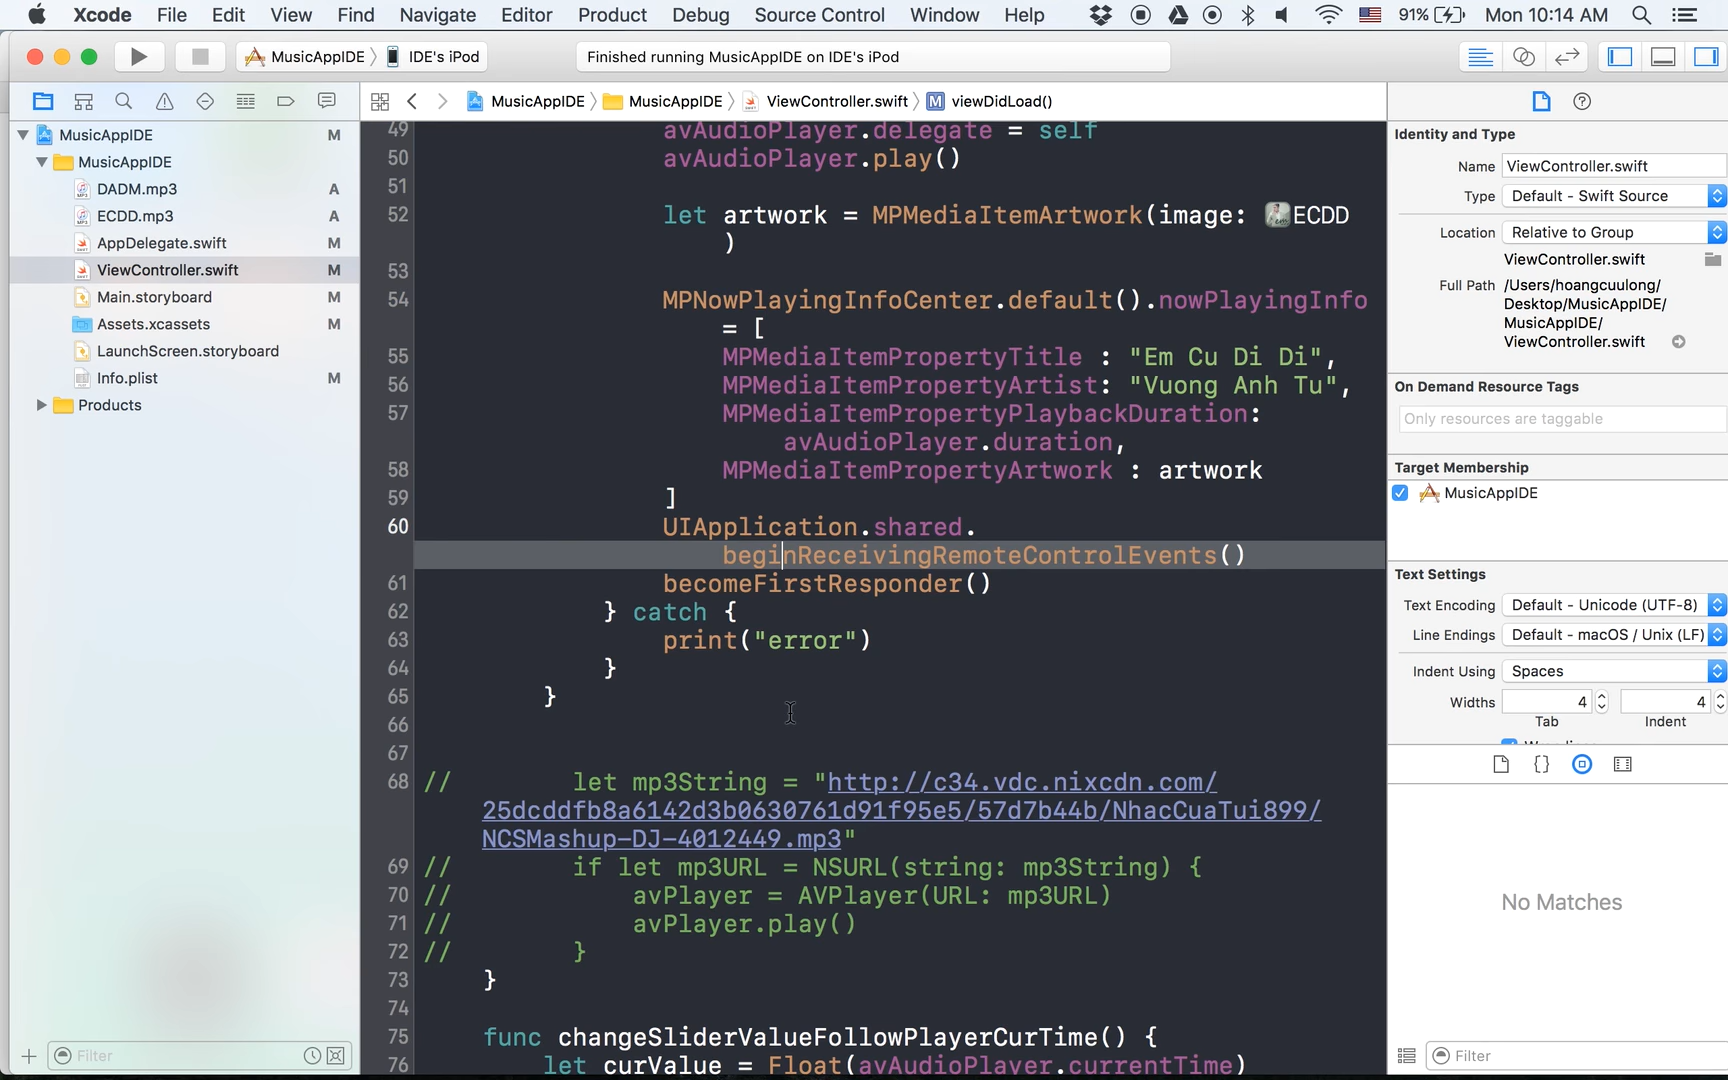 Xcode File Edit View Find Navigate Editor Product Debug Source Control Window Help 91% Mon 10:14 AM
MusicAppIDE IDE's iPod Finished running MusicAppIDE on IDE's iPod
MusicAppIDE MusicAppIDE ViewController.swift M viewDidLoad()
MusicAppIDE M
MusicAppIDE
DADM.mp3 A
ECDD.mp3 A
AppDelegate.swift M
ViewController.swift M
Main.storyboard M
Assets.xcassets M
LaunchScreen.storyboard
Info.plist M
Products
Filter
49 avAudioPlayer.delegate = self
50 avAudioPlayer.play()
51
52 let artwork = MPMediaItemArtwork(image: ECDD
)
53
54 MPNowPlayingInfoCenter.default().nowPlayingInfo
= [
55 MPMediaItemPropertyTitle : "Em Cu Di Di",
56 MPMediaItemPropertyArtist: "Vuong Anh Tu",
57 MPMediaItemPropertyPlaybackDuration:
avAudioPlayer.duration,
58 MPMediaItemPropertyArtwork : artwork
59 ]
60 UIApplication.shared.
beginReceivingRemoteControlEvents()
61 becomeFirstResponder()
62 } catch {
63 print("error")
64 }
65 }
66
67
68 // let mp3String = "http://c34.vdc.nixcdn.com/
25dcddfb8a6142d3b0630761d91f95e5/57d7b44b/NhacCuaTui899/
NCSMashup-DJ-4012449.mp3"
69 // if let mp3URL = NSURL(string: mp3String) {
70 // avPlayer = AVPlayer(URL: mp3URL)
71 // avPlayer.play()
72 // }
73 }
74
75 func changeSliderValueFollowPlayerCurTime() {
76 let curValue = Float(avAudioPlayer.currentTime)
Identity and Type
Name ViewController.swift
Type Default - Swift Source
Location Relative to Group
ViewController.swift
Full Path /Users/hoangcuulong/
Desktop/MusicAppIDE/
MusicAppIDE/
ViewController.swift
On Demand Resource Tags
Only resources are taggable
Target Membership
MusicAppIDE
Text Settings
Text Encoding Default - Unicode (UTF-8)
Line Endings Default - macOS / Unix (LF)
Indent Using Spaces
Widths 4 4
Tab Indent
No Matches
Filter